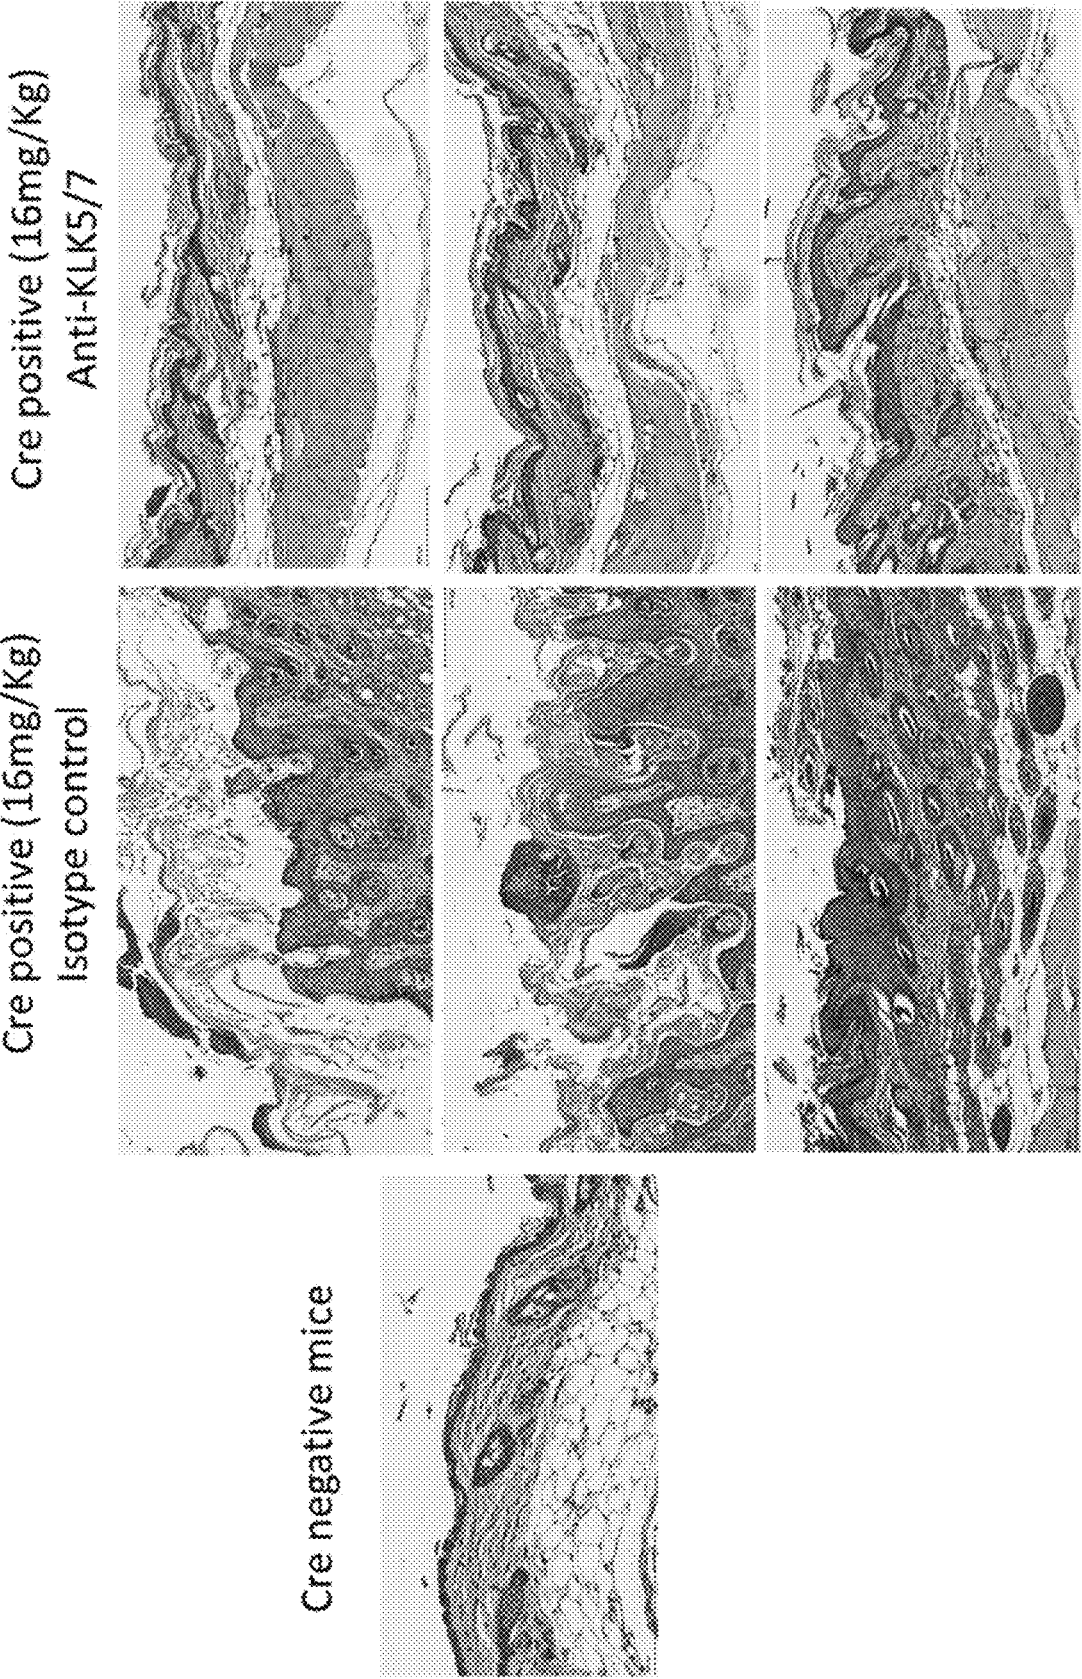 Cre negative mice
Cre positive (16mg/Kg)
Isotype control
Cre positive (16mg/Kg)
Anti-KLK5/7